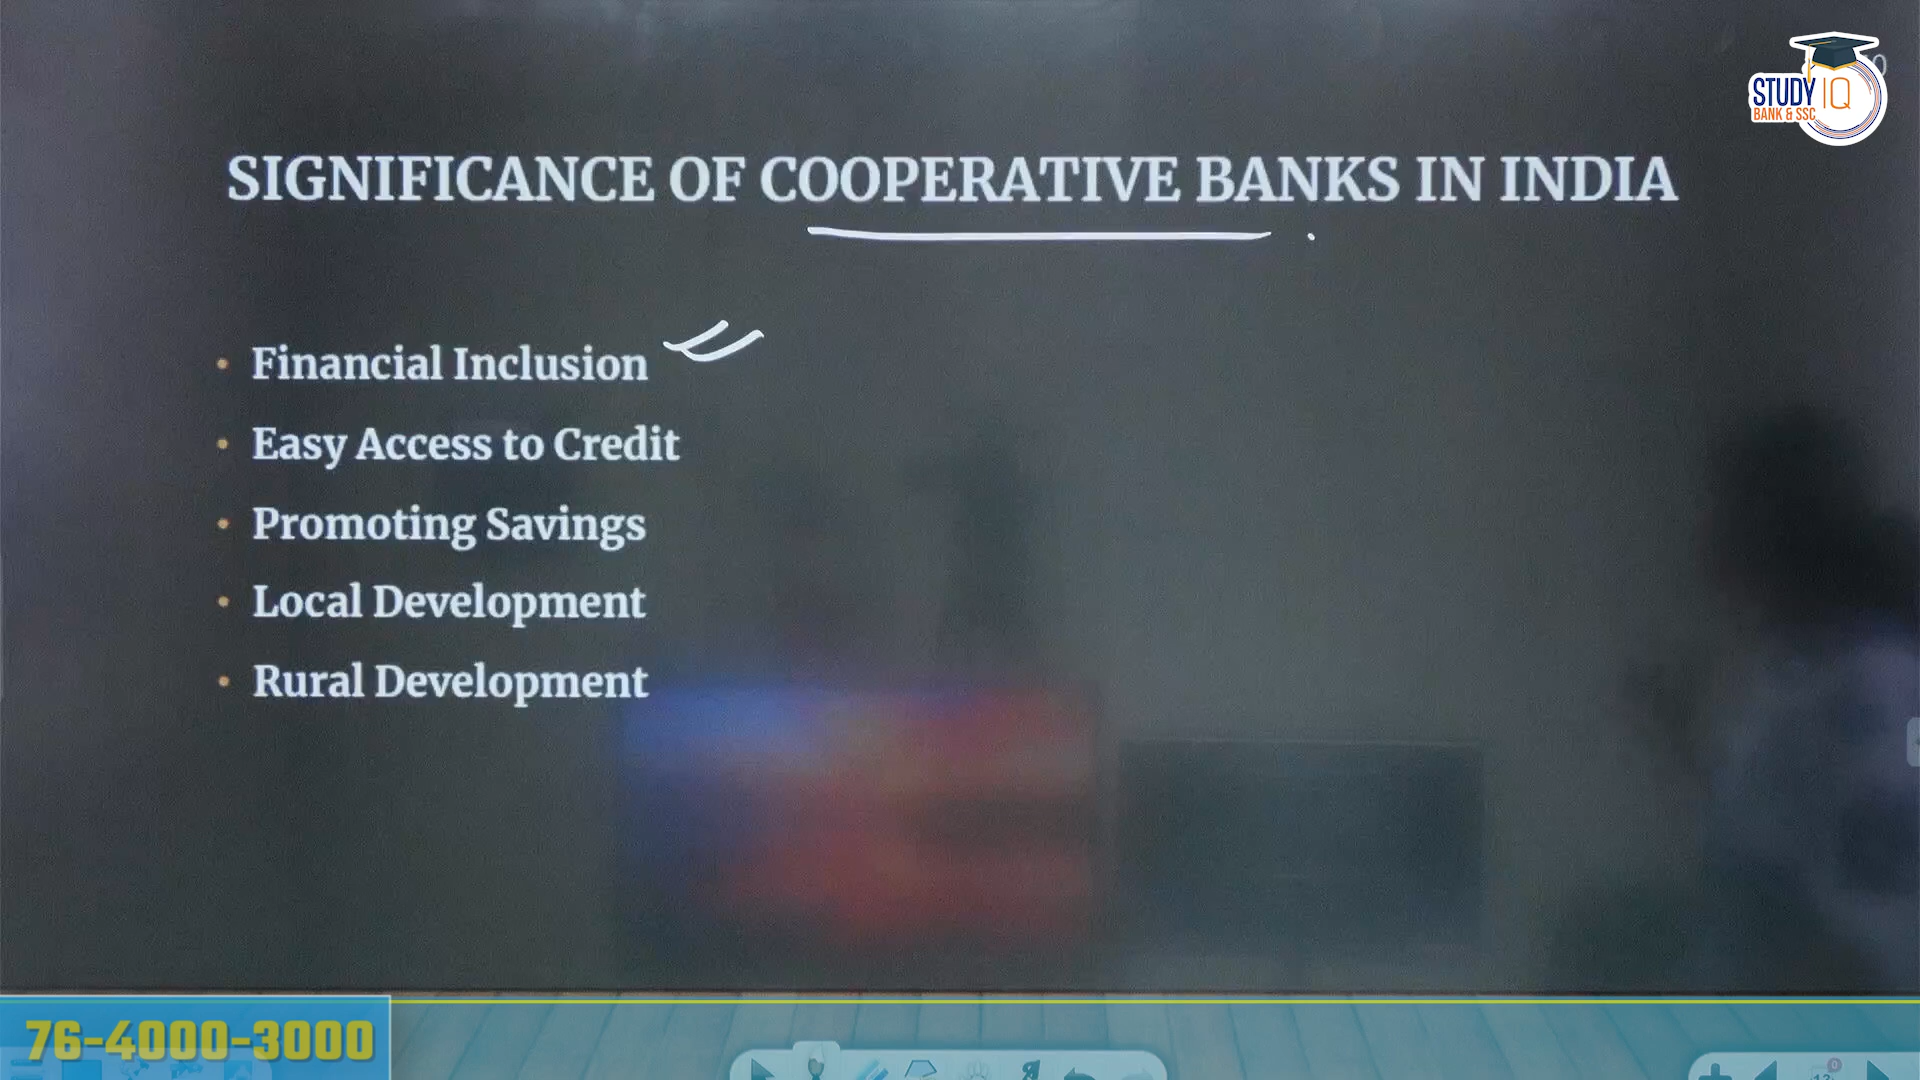 STUDY IQ
BANK & SSC
SIGNIFICANCE OF COOPERATIVE BANKS IN INDIA
• Financial Inclusion
• Easy Access to Credit
• Promoting Savings
• Local Development
• Rural Development
76-4000-3000